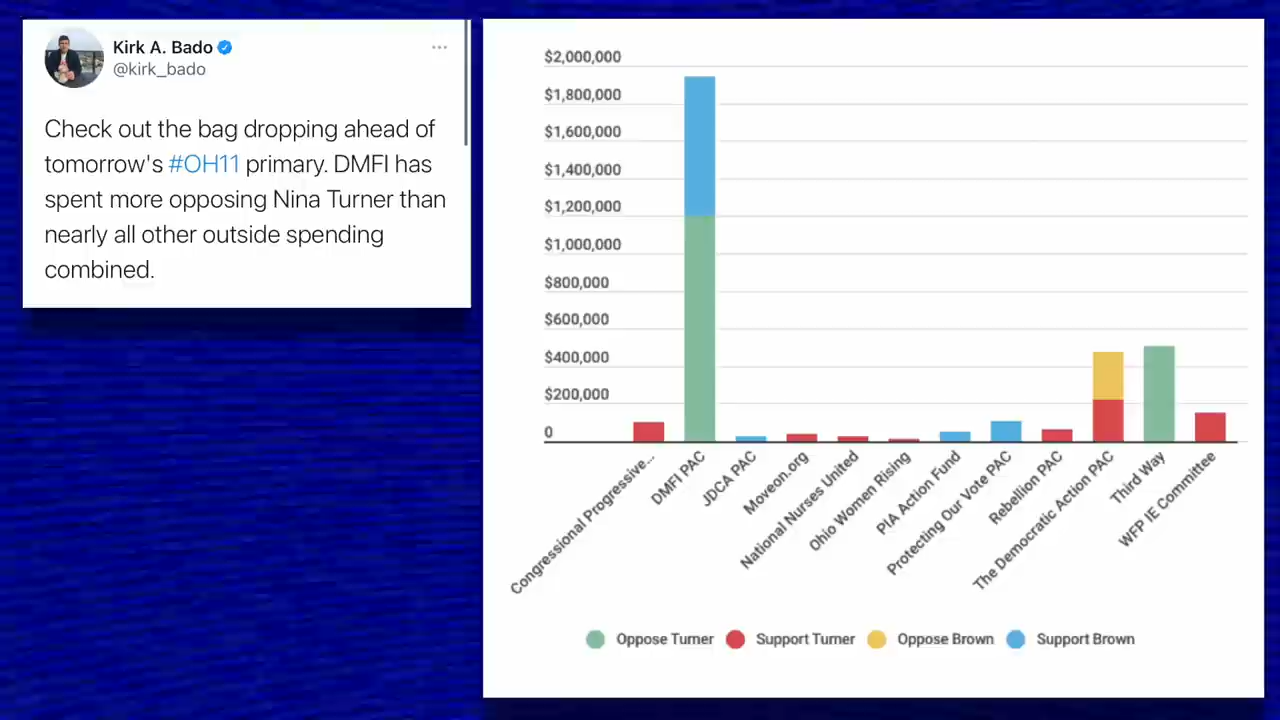 Kirk A. Bado
@kirk_bado
Check out the bag dropping ahead of
tomorrow's #OH11 primary. DMFI has
spent more opposing Nina Turner than
nearly all other outside spending
combined.
$2,000,000
$1,800,000
$1,600,000
$1,400,000
$1,200,000
$1,000,000
$800,000
$600,000
$400,000
$200,000
0
Congressional Progressive...
DMFI PAC
JDCA PAC
Moveon.org
National Nurses United
Ohio Women Rising
PIA Action Fund
Protecting Our Vote PAC
Rebellion PAC
The Democratic Action PAC
Third Way
WFP IE Committee
Oppose Turner Support Turner Oppose Brown Support Brown